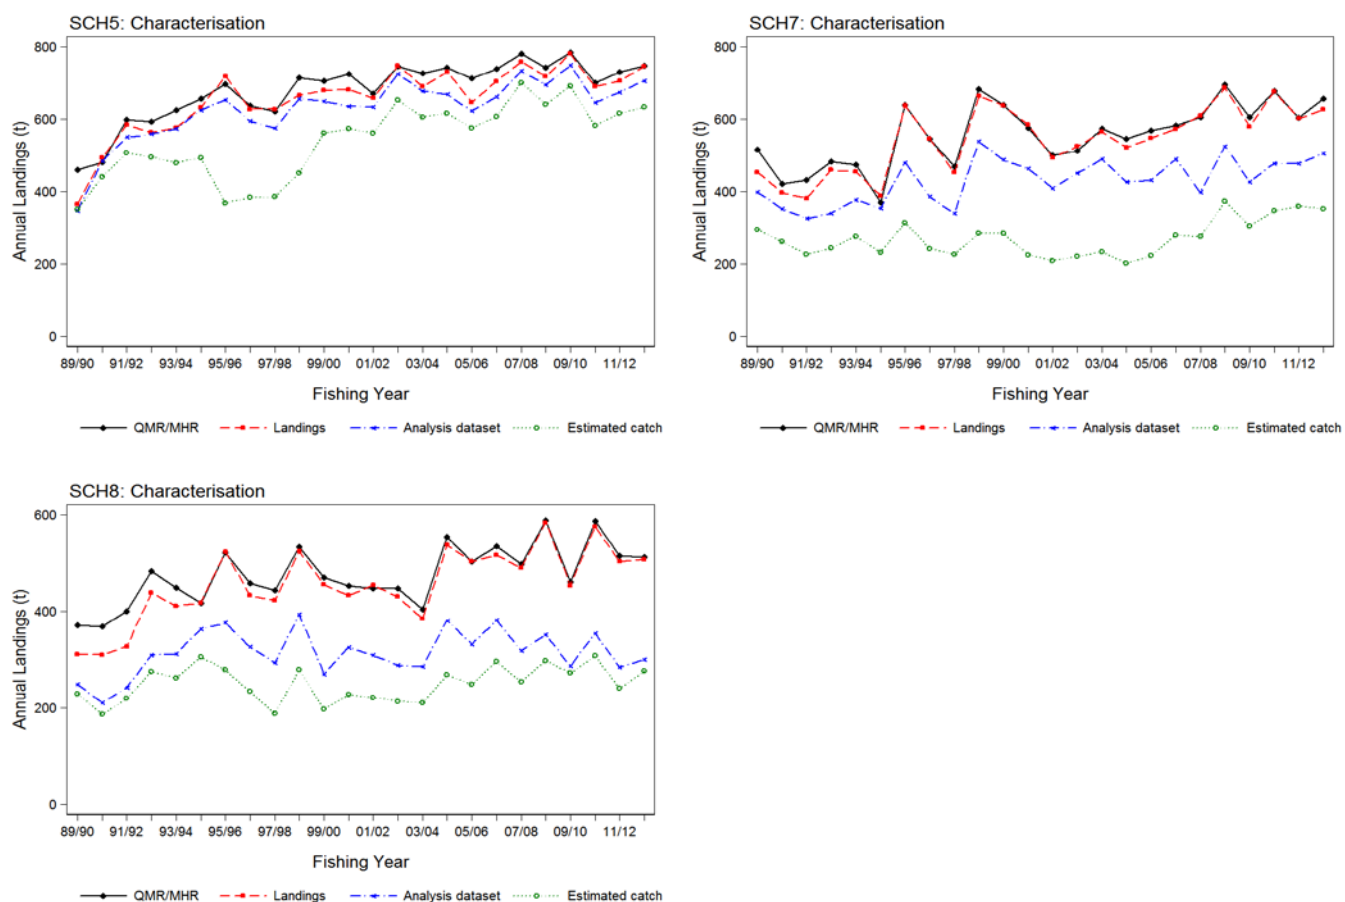 SCH5: Characterisation
800
600
400
200
0
Annual Landings (t)
89/90 91/92 93/94 95/96 97/98 99/00 01/02 03/04 05/06 07/08 09/10 11/12
Fishing Year
QMR/MHR Landings Analysis dataset Estimated catch
SCH7: Characterisation
800
600
400
200
0
Annual Landings (t)
89/90 91/92 93/94 95/96 97/98 99/00 01/02 03/04 05/06 07/08 09/10 11/12
Fishing Year
QMR/MHR Landings Analysis dataset Estimated catch
SCH8: Characterisation
600
400
200
0
Annual Landings (t)
89/90 91/92 93/94 95/96 97/98 99/00 01/02 03/04 05/06 07/08 09/10 11/12
Fishing Year
QMR/MHR Landings Analysis dataset Estimated catch